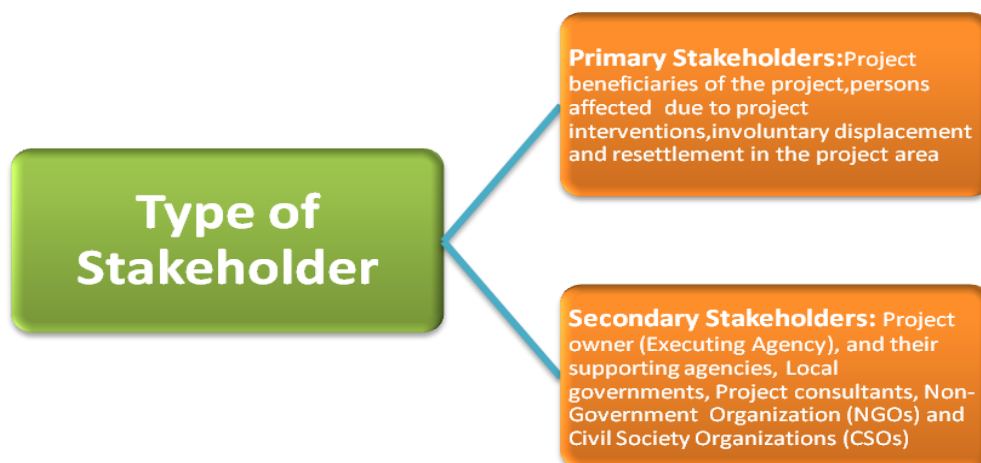 Type of
Stakeholder
Primary Stakeholders:Project
beneficiaries of the project,persons
affected due to project
interventions,involuntary displacement
and resettlement in the project area
Secondary Stakeholders: Project
owner (Executing Agency), and their
supporting agencies, Local
governments, Project consultants, Non-
Government Organization (NGOs) and
Civil Society Organizations (CSOs)